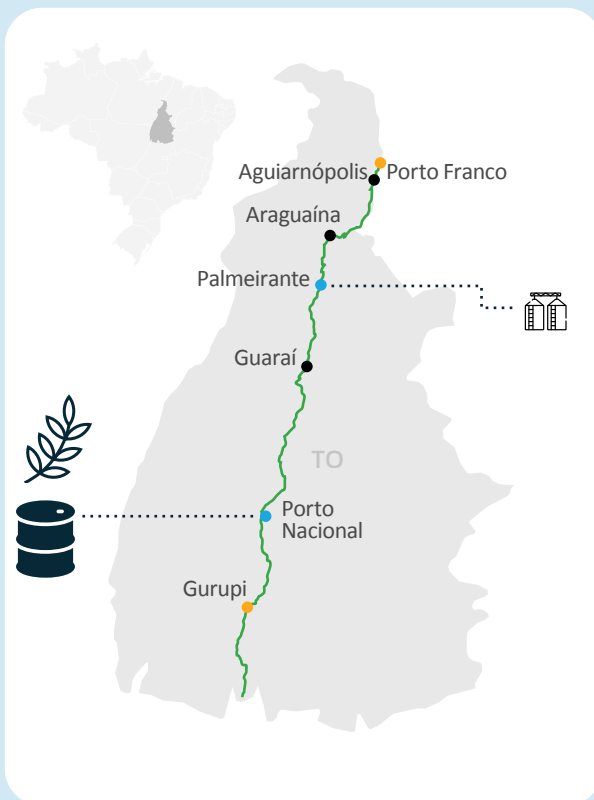 Aguiarnópolis
Porto Franco
Araguaína
Palmeirante
Guaraí
TO
Porto
Nacional
Gurupi